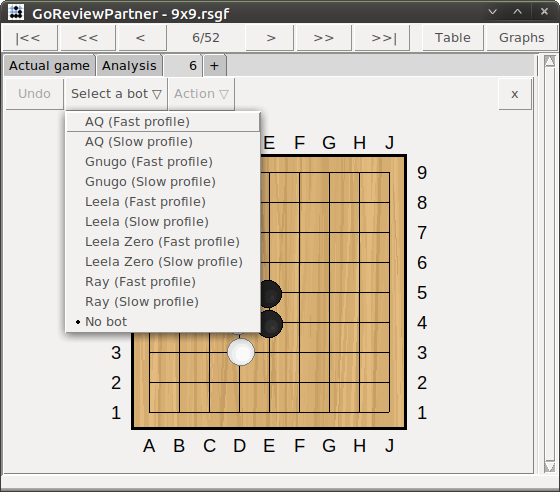 GoReviewPartner - 9x9.rsgf
|<< << < 6/52 > >> >>| Table Graphs
Actual game Analysis 6 +
Undo Select a bot ▽ Action ▽ x
AQ (Fast profile)
AQ (Slow profile)
Gnugo (Fast profile)
Gnugo (Slow profile)
Leela (Fast profile)
Leela (Slow profile)
Leela Zero (Fast profile)
Leela Zero (Slow profile)
Ray (Fast profile)
Ray (Slow profile)
• No bot
E F G H J
9
8
7
6
5
4
3 3
2 2
1 1
A B C D E F G H J